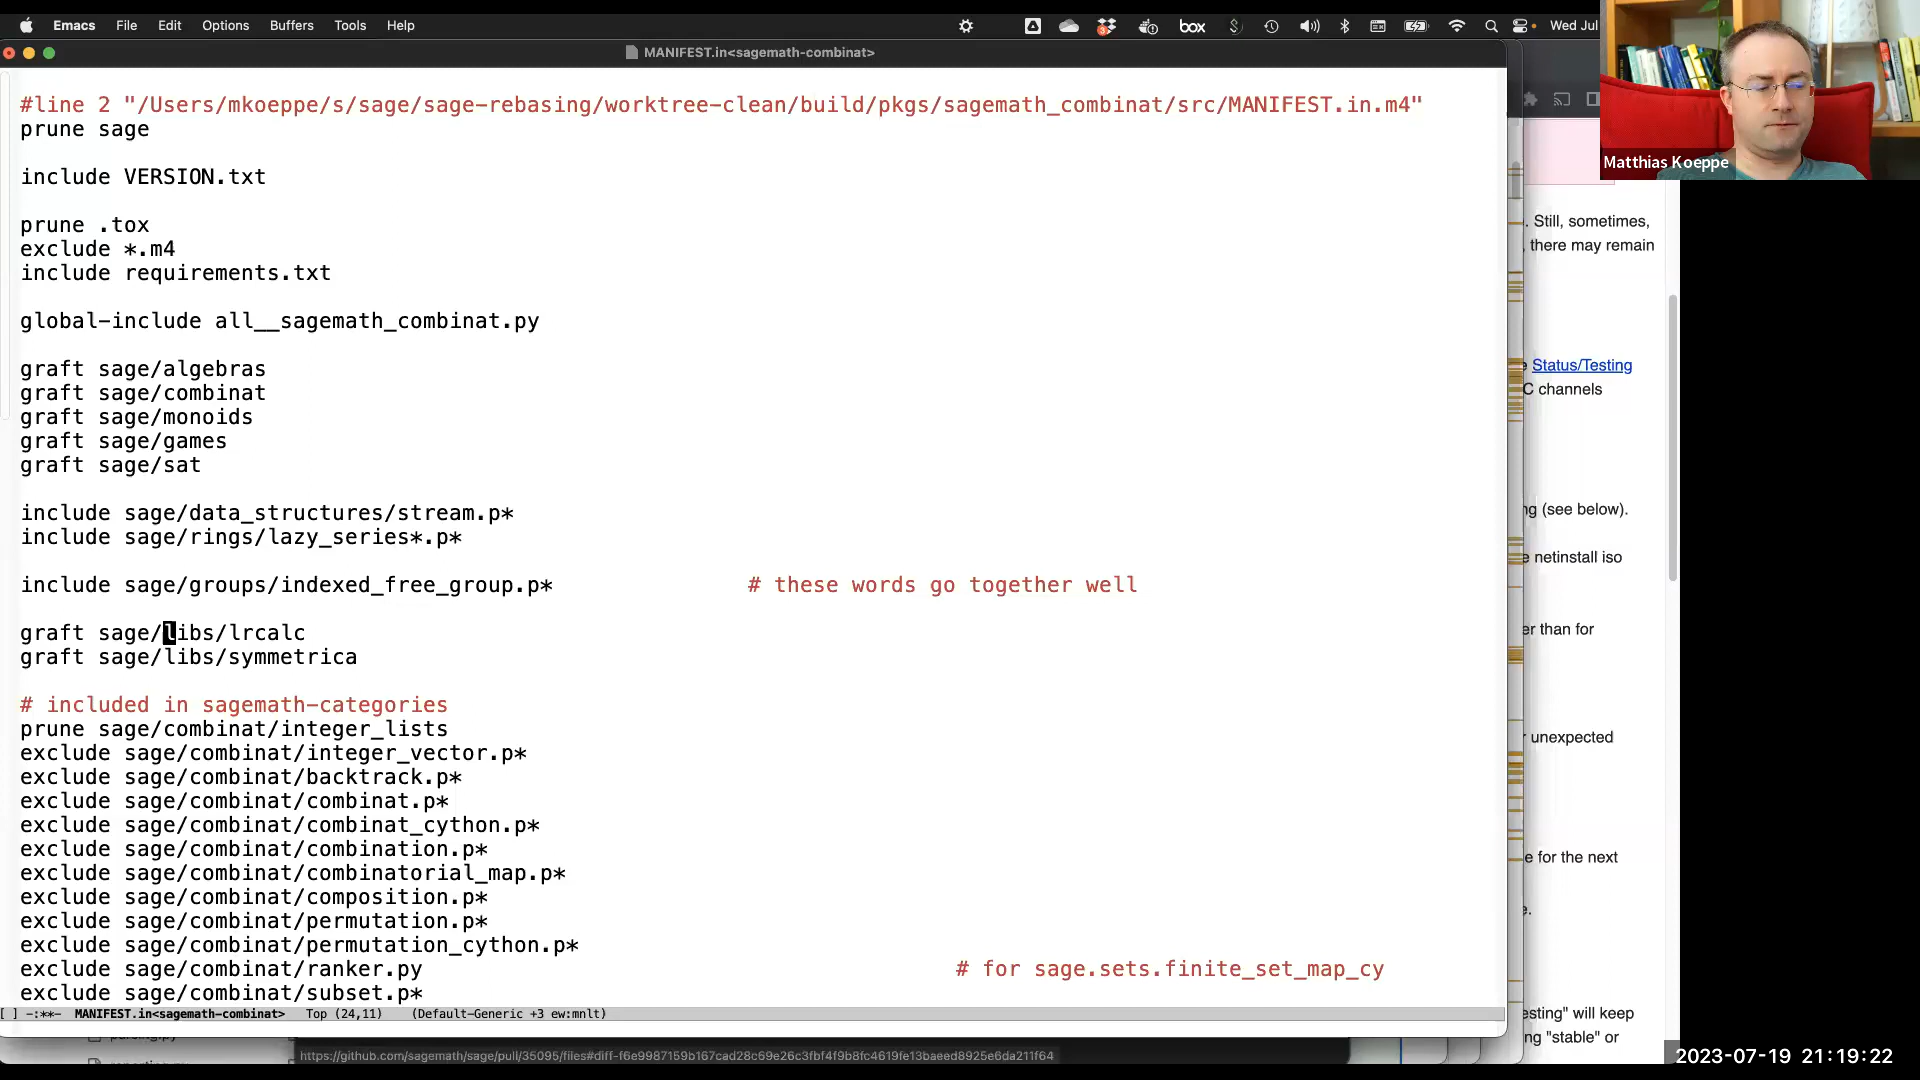 Emacs File Edit Options Buffers Tools Help
box
Wed Jul
MANIFEST.in<sagemath-combinat>
#line 2 "/Users/mkoeppe/s/sage/sage-rebasing/worktree-clean/build/pkgs/sagemath_combinat/src/MANIFEST.in.m4"
prune sage
include VERSION.txt
prune .tox
exclude *.m4
include requirements.txt
global-include all__sagemath_combinat.py
graft sage/algebras
graft sage/combinat
graft sage/monoids
graft sage/games
graft sage/sat
include sage/data_structures/stream.p*
include sage/rings/lazy_series*.p*
include sage/groups/indexed_free_group.p* # these words go together well
graft sage/libs/lrcalc
graft sage/libs/symmetrica
# included in sagemath-categories
prune sage/combinat/integer_lists
exclude sage/combinat/integer_vector.p*
exclude sage/combinat/backtrack.p*
exclude sage/combinat/combinat.p*
exclude sage/combinat/combinat_cython.p*
exclude sage/combinat/combination.p*
exclude sage/combinat/combinatorial_map.p*
exclude sage/combinat/composition.p*
exclude sage/combinat/permutation.p*
exclude sage/combinat/permutation_cython.p*
exclude sage/combinat/ranker.py # for sage.sets.finite_set_map_cy
exclude sage/combinat/subset.p*
[ ] -:**- MANIFEST.in<sagemath-combinat> Top (24,11) (Default-Generic +3 ew:mnlt)
https://github.com/sagemath/sage/pull/35095/files#diff-f6e9987159b167cad28c69e26c3fbf4f9b8fc4619fe13baeed8925e6da211f64
Matthias Koeppe
. Still, sometimes,
, there may remain
e Status/Testing
C channels
ng (see below).
e netinstall iso
er than for
r unexpected
e for the next
e.
esting" will keep
ng "stable" or
2023-07-19 21:19:22